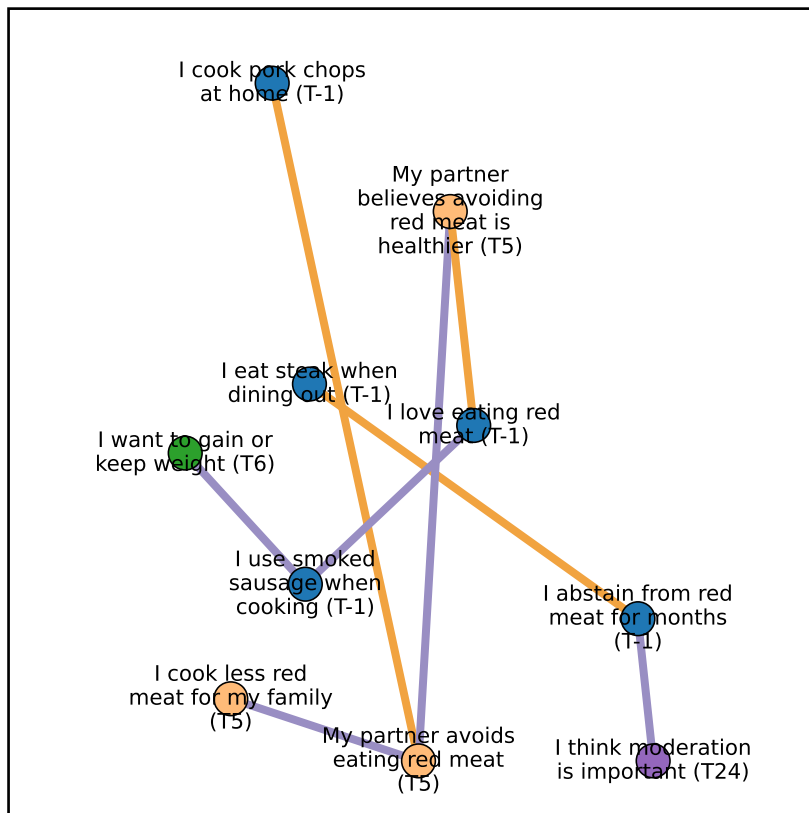 I cook pork chops
at home (T-1)
My partner
believes avoiding
red meat is
healthier (T5)
I eat steak when
dining out (T-1)
I love eating red
meat (T-1)
I want to gain or
keep weight (T6)
I use smoked
sausage when
cooking (T-1)
I abstain from red
meat for months
(T-1)
I cook less red
meat for my family
(T5)
My partner avoids
eating red meat
(T5)
I think moderation
is important (T24)